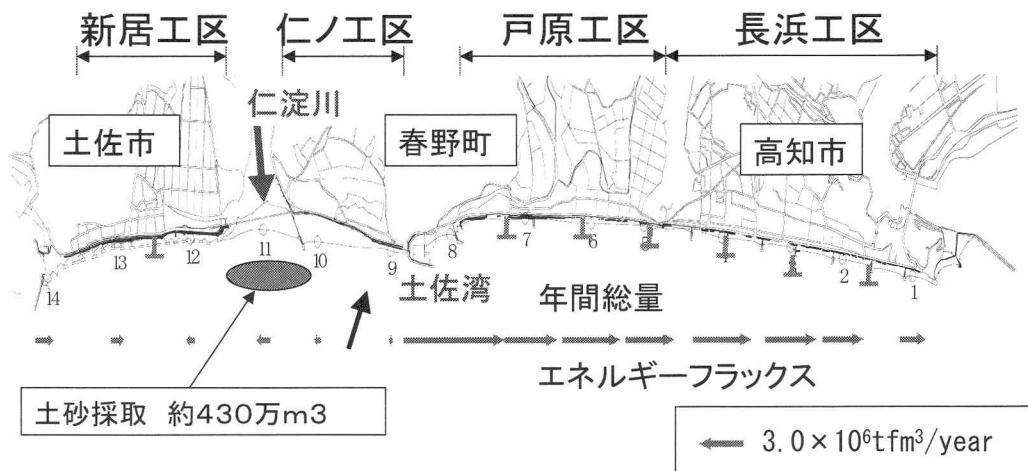 新居工区
仁ノ工区
戸原工区
長浜工区
仁淀川
土佐市
春野町
高知市
14
13
12
11
10
9
8
7
6
2
1
土佐湾
年間総量
エネルギーフラックス
土砂採取 約430万m3
3.0×10⁶tfm³/year